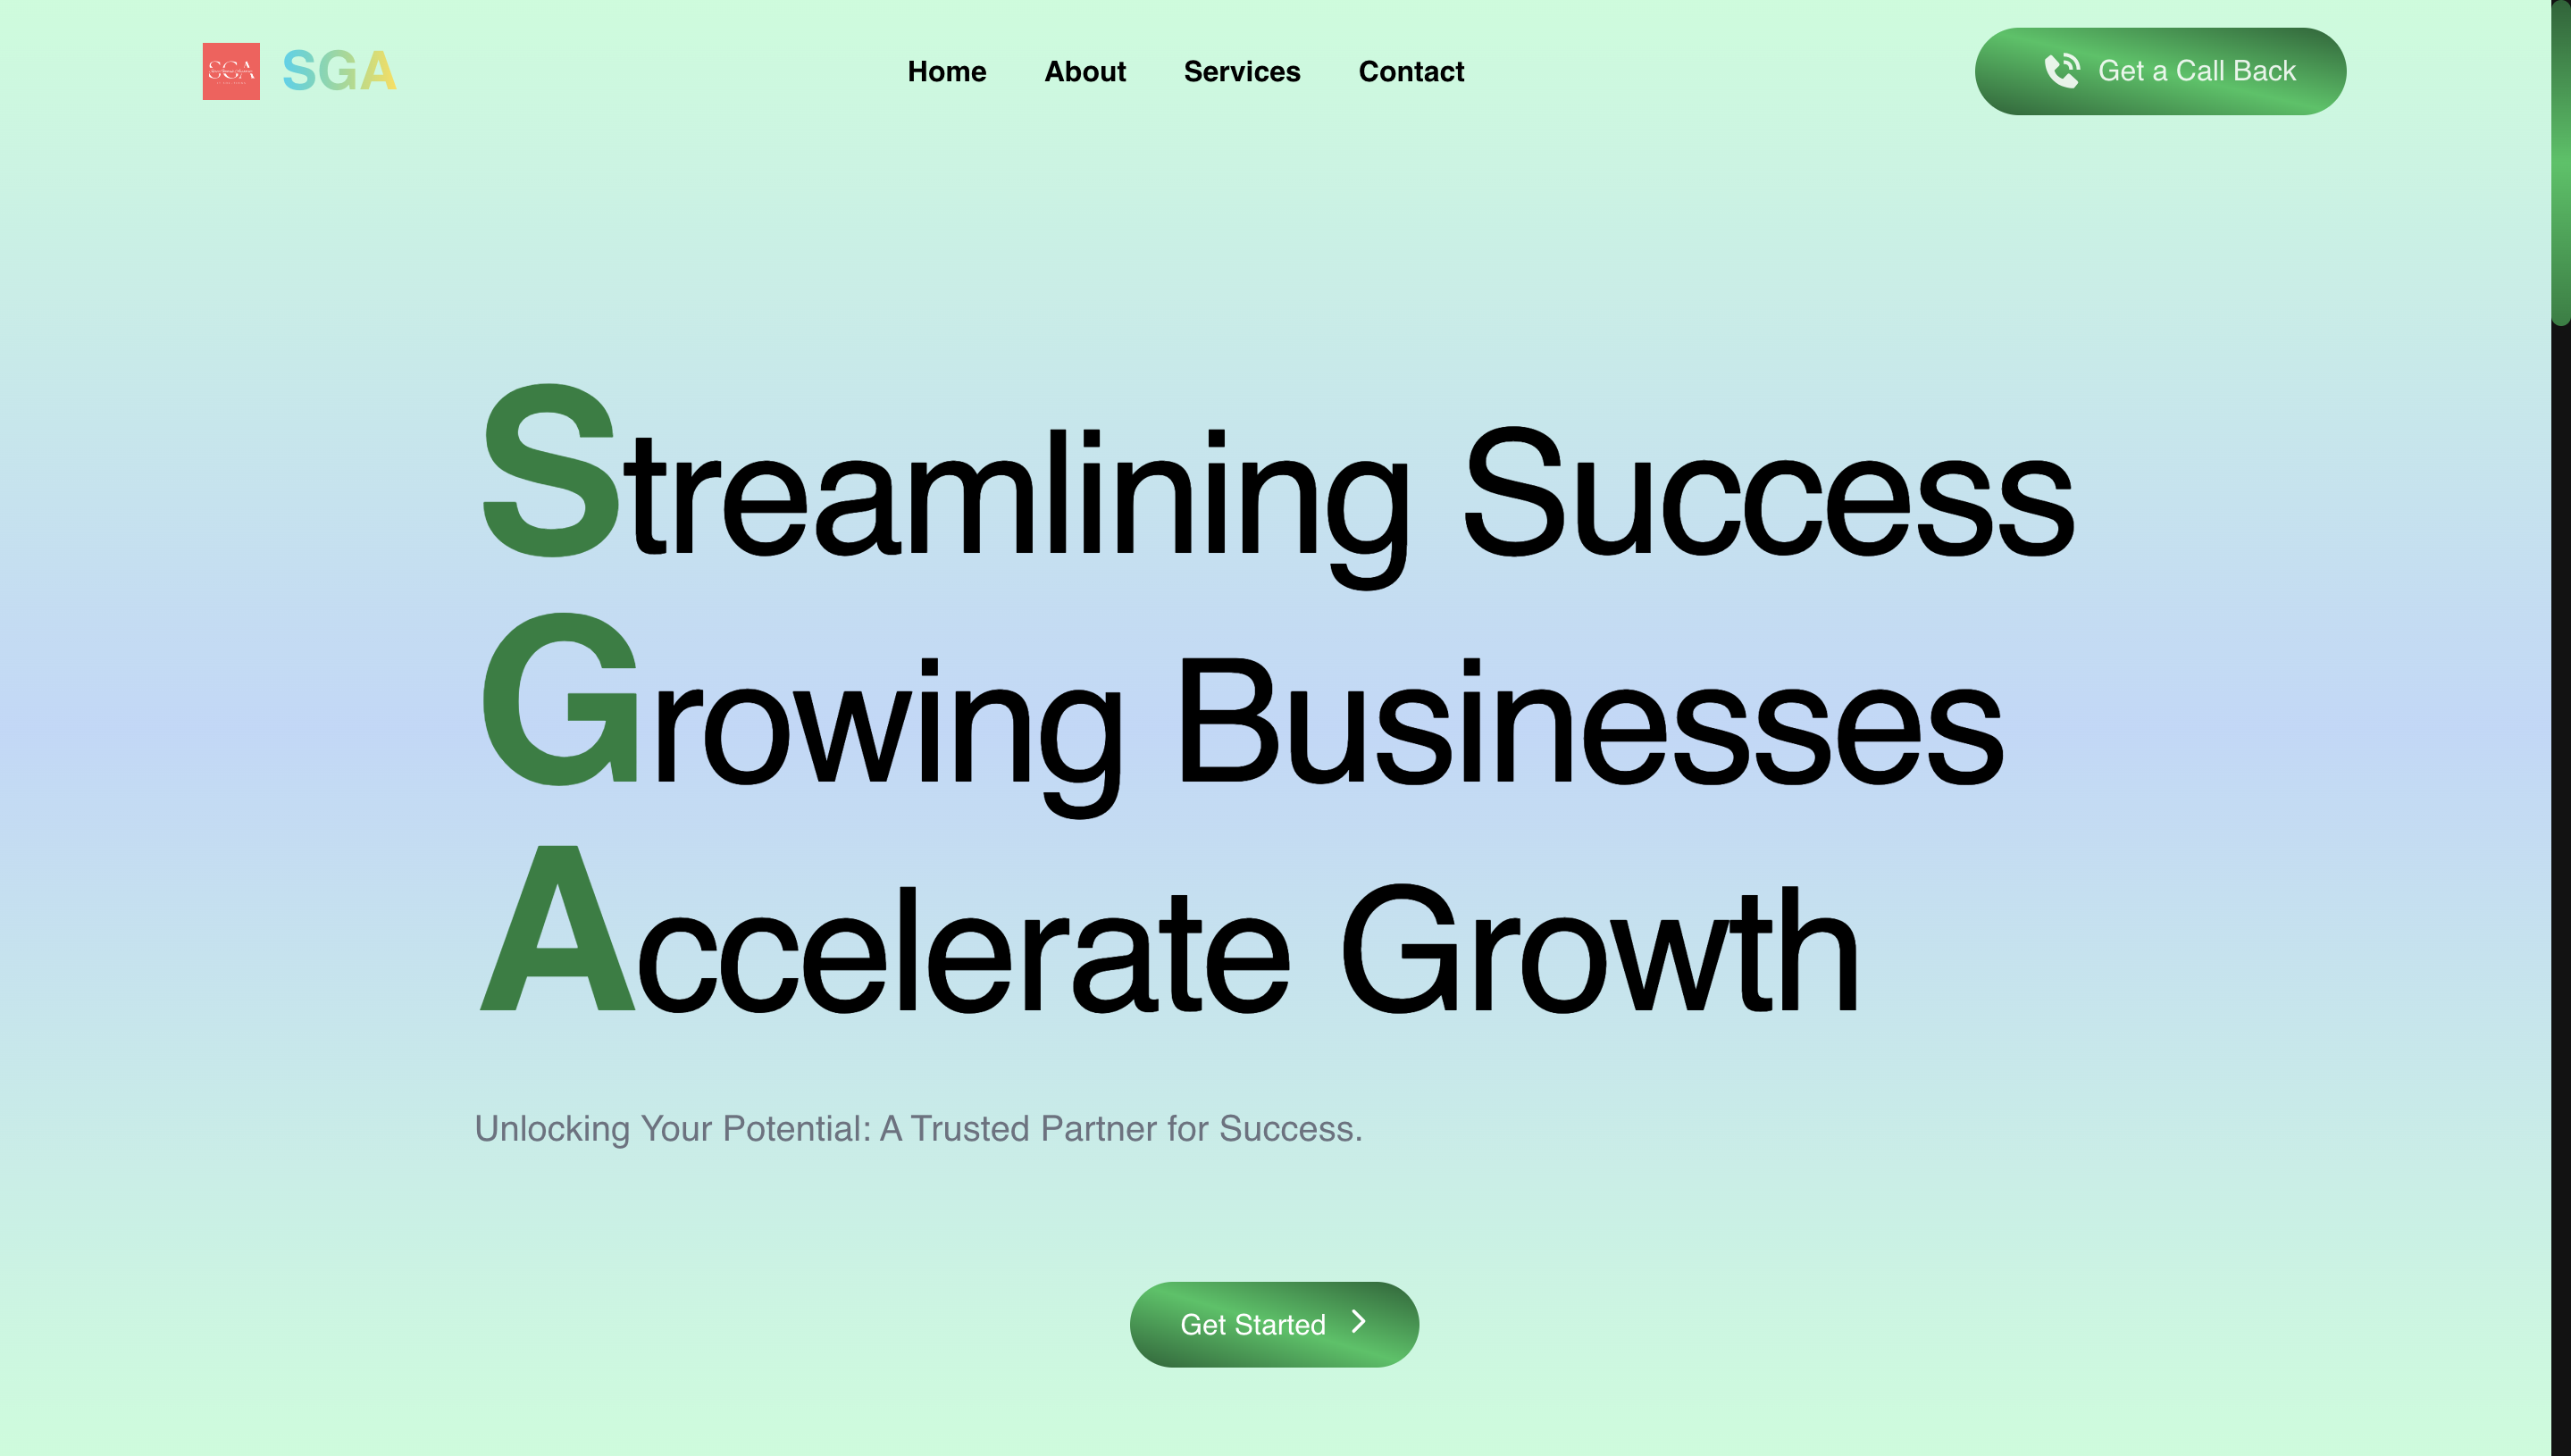 SGA
SGA
Home
About
Services
Contact
Get a Call Back
Streamlining Success
Growing Businesses
Accelerate Growth
Unlocking Your Potential: A Trusted Partner for Success.
Get Started